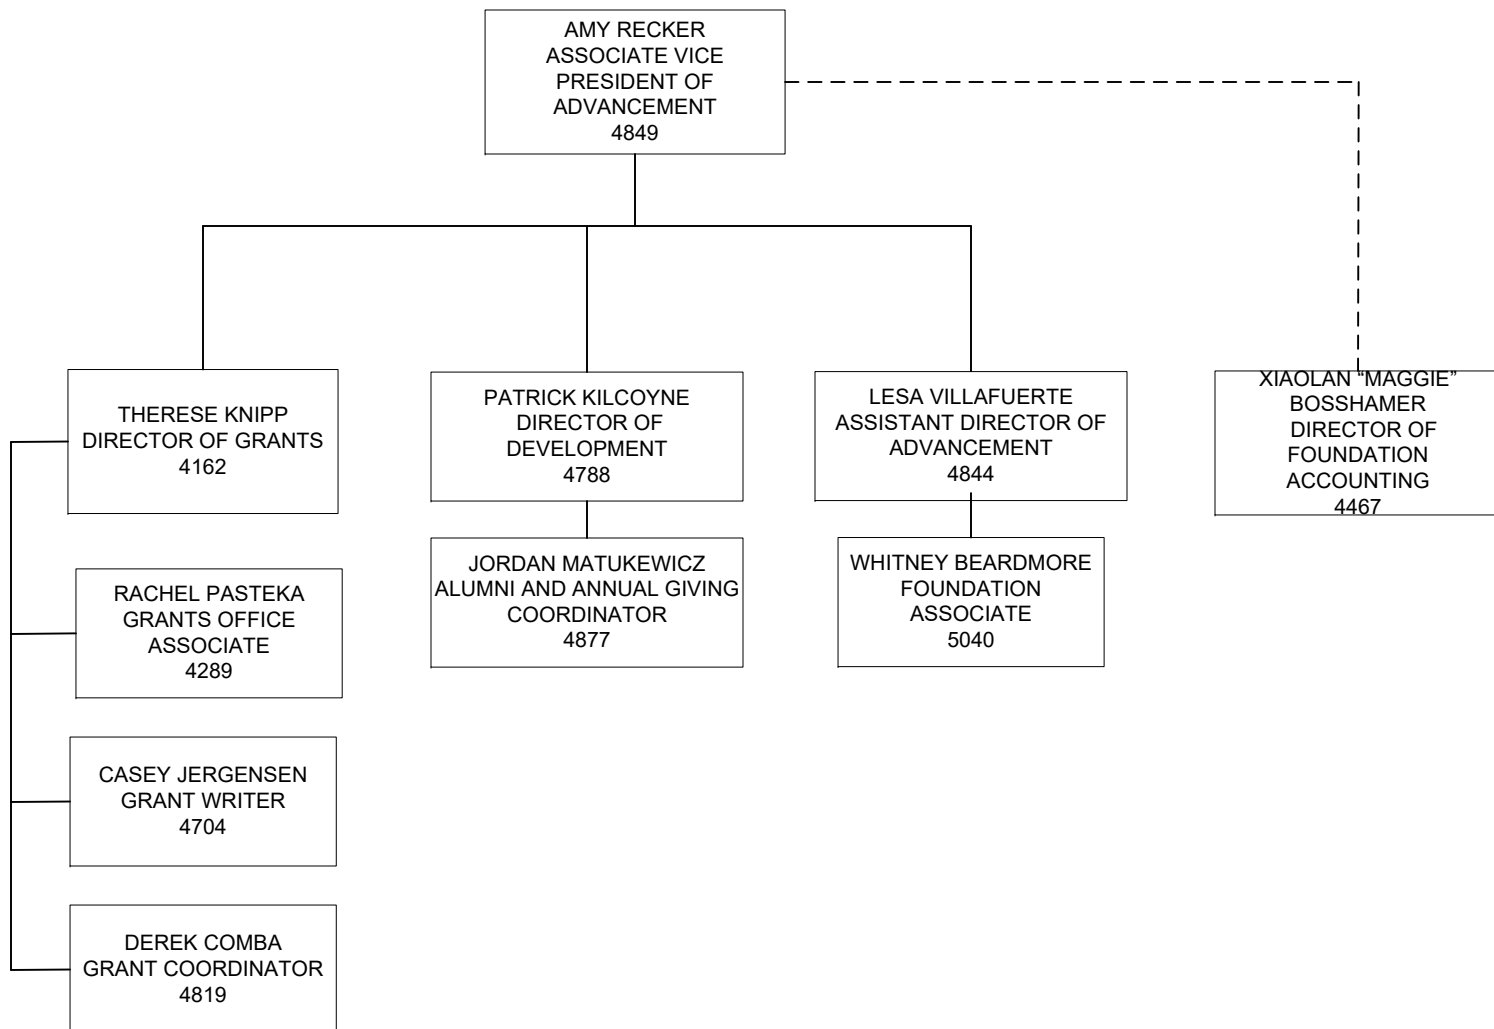 AMY RECKER
ASSOCIATE VICE
PRESIDENT OF
ADVANCEMENT
4849
THERESE KNIPP
DIRECTOR OF GRANTS
4162
PATRICK KILCOYNE
DIRECTOR OF
DEVELOPMENT
4788
LESA VILLAFUERTE
ASSISTANT DIRECTOR OF
ADVANCEMENT
4844
XIAOLAN “MAGGIE”
BOSSHAMER
DIRECTOR OF
FOUNDATION
ACCOUNTING
4467
RACHEL PASTEKA
GRANTS OFFICE
ASSOCIATE
4289
JORDAN MATUKEWICZ
ALUMNI AND ANNUAL GIVING
COORDINATOR
4877
WHITNEY BEARDMORE
FOUNDATION
ASSOCIATE
5040
CASEY JERGENSEN
GRANT WRITER
4704
DEREK COMBA
GRANT COORDINATOR
4819